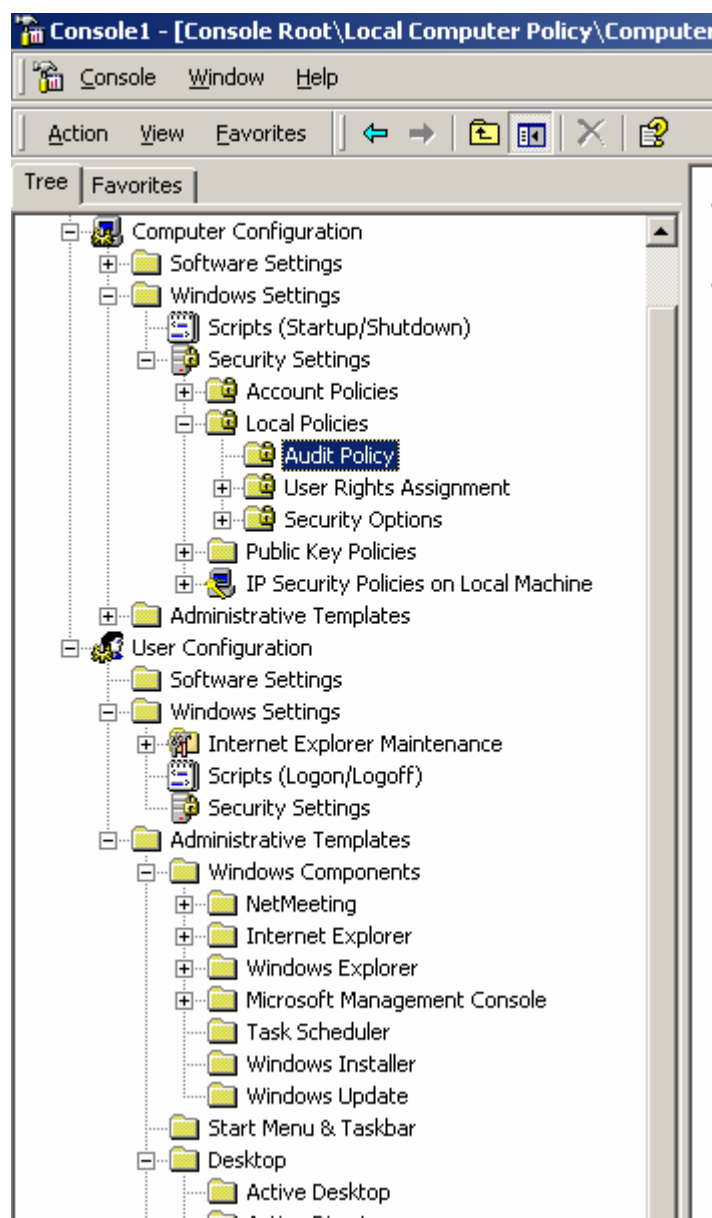 Console1 - [Console Root\Local Computer Policy\Computer
Console Window Help
Action View Favorites
Tree Favorites
Computer Configuration
Software Settings
Windows Settings
Scripts (Startup/Shutdown)
Security Settings
Account Policies
Local Policies
Audit Policy
User Rights Assignment
Security Options
Public Key Policies
IP Security Policies on Local Machine
Administrative Templates
User Configuration
Software Settings
Windows Settings
Internet Explorer Maintenance
Scripts (Logon/Logoff)
Security Settings
Administrative Templates
Windows Components
NetMeeting
Internet Explorer
Windows Explorer
Microsoft Management Console
Task Scheduler
Windows Installer
Windows Update
Start Menu & Taskbar
Desktop
Active Desktop